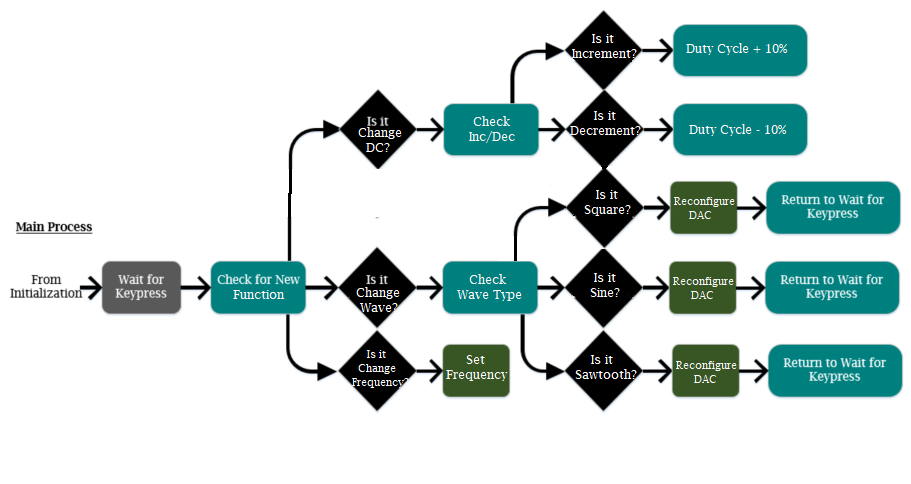 Is it
Increment?
Duty Cycle + 10%
Is it
Change
DC?
Check
Inc/Dec
Is it
Decrement?
Duty Cycle - 10%
Is it
Square?
Reconfigure
DAC
Return to Wait for
Keypress
Main Process
From
Initialization
Wait for
Keypress
Check for New
Function
Is it
Change
Wave?
Check
Wave Type
Is it
Sine?
Reconfigure
DAC
Return to Wait for
Keypress
Is it
Change
Frequency?
Set
Frequency
Is it
Sawtooth?
Reconfigure
DAC
Return to Wait for
Keypress